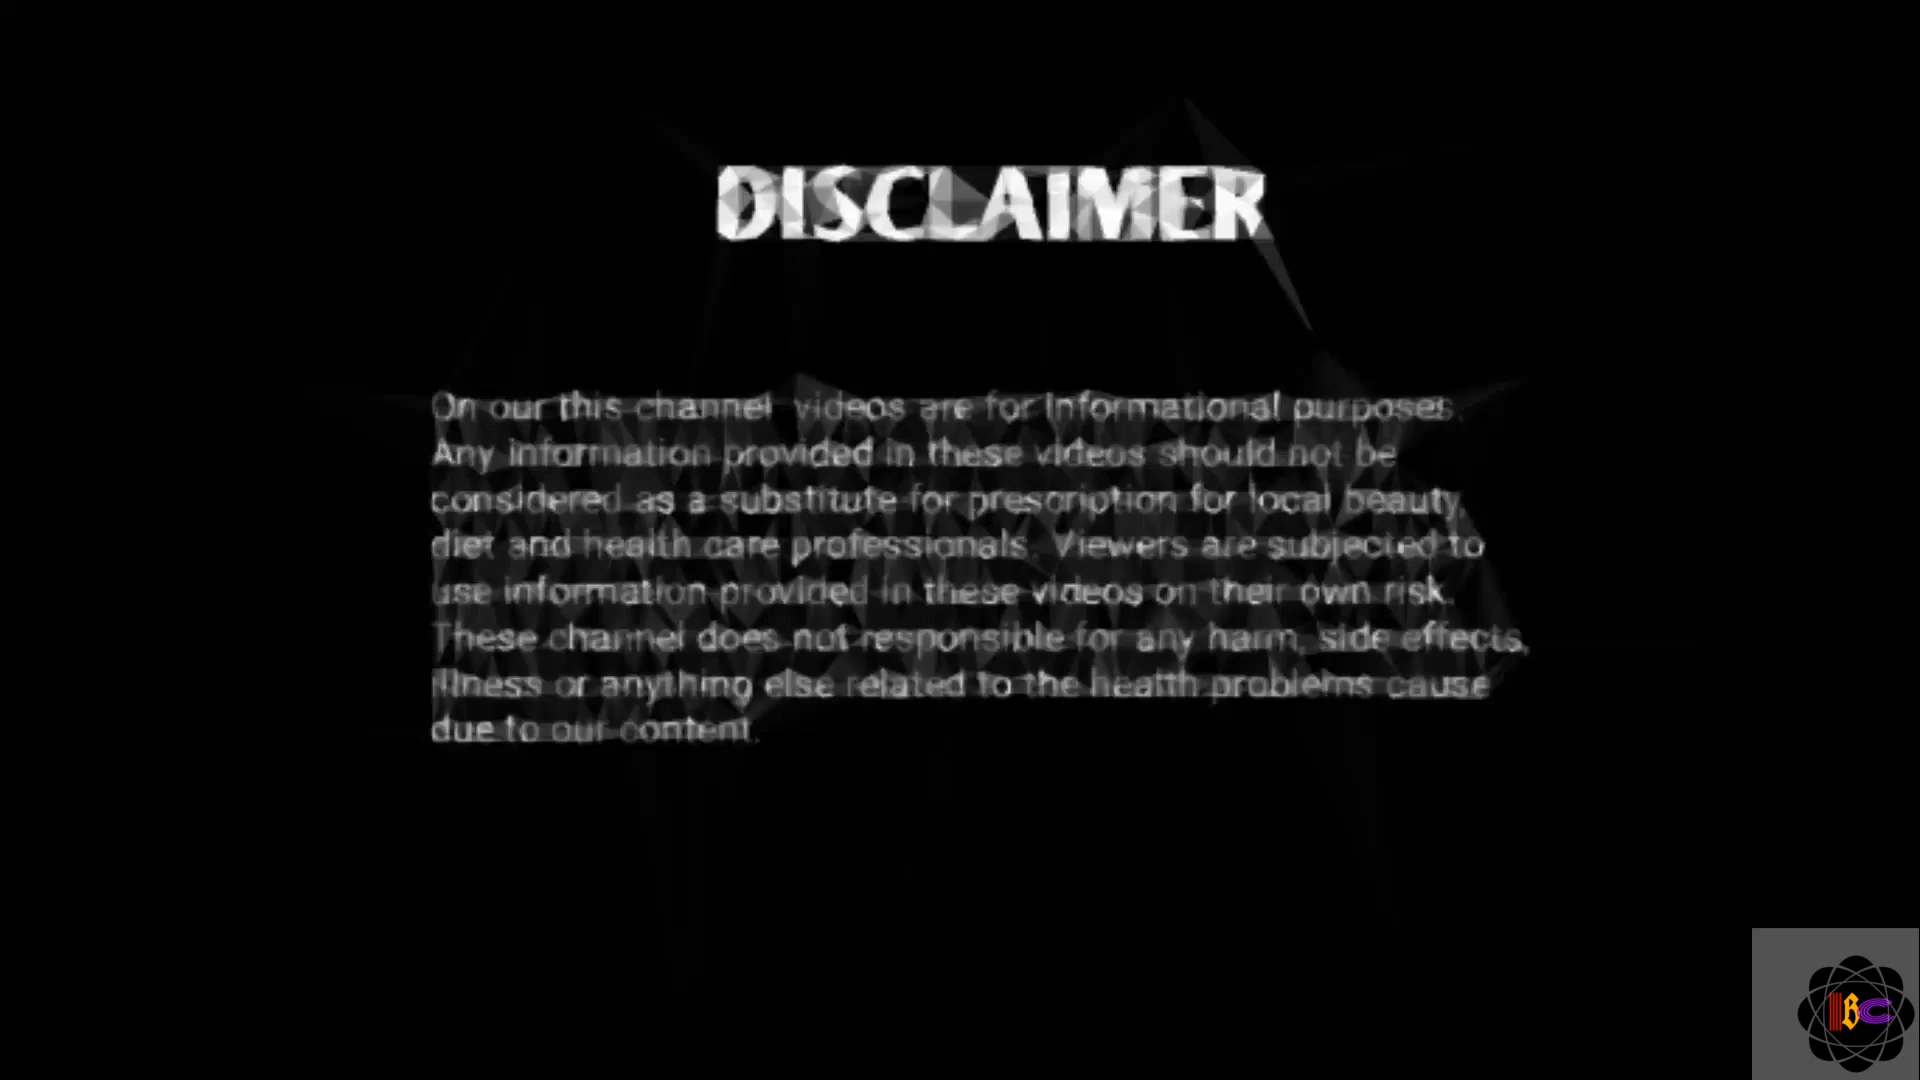 DISCLAIMER
On our this channel videos are for informational purposes.
Any information provided in these videos should not be
considered as a substitute for prescription for local beauty,
diet and health care professionals. Viewers are subjected to
use information provided in these videos on their own risk.
These channel does not responsible for any harm, side effects,
illness or anything else related to the health problems cause
due to our content.
BC